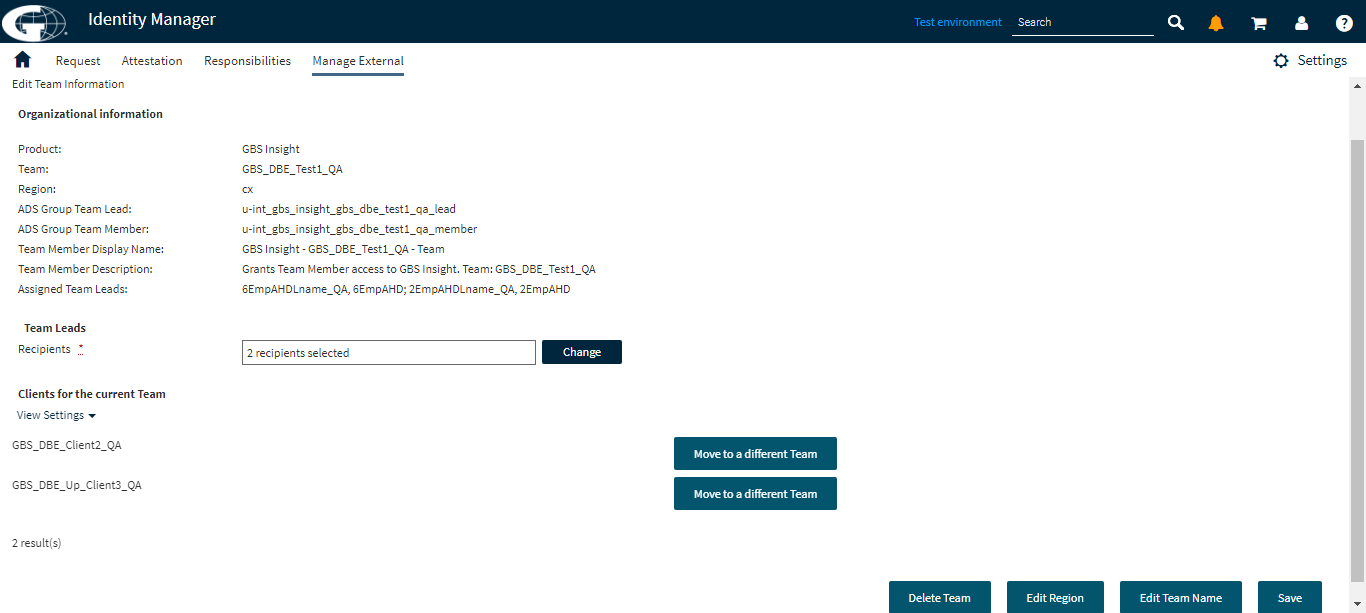 Identity Manager
Test environment
Search
Request Attestation Responsibilities Manage External
Settings
Edit Team Information
Organizational information
Product: GBS Insight
Team: GBS_DBE_Test1_QA
Region: cx
ADS Group Team Lead: u-int_gbs_insight_gbs_dbe_test1_qa_lead
ADS Group Team Member: u-int_gbs_insight_gbs_dbe_test1_qa_member
Team Member Display Name: GBS Insight - GBS_DBE_Test1_QA - Team
Team Member Description: Grants Team Member access to GBS Insight. Team: GBS_DBE_Test1_QA
Assigned Team Leads: 6EmpAHDLname_QA, 6EmpAHD; 2EmpAHDLname_QA, 2EmpAHD
Team Leads
Recipients * 2 recipients selected Change
Clients for the current Team
View Settings
GBS_DBE_Client2_QA Move to a different Team
GBS_DBE_Up_Client3_QA Move to a different Team
2 result(s)
Delete Team Edit Region Edit Team Name Save